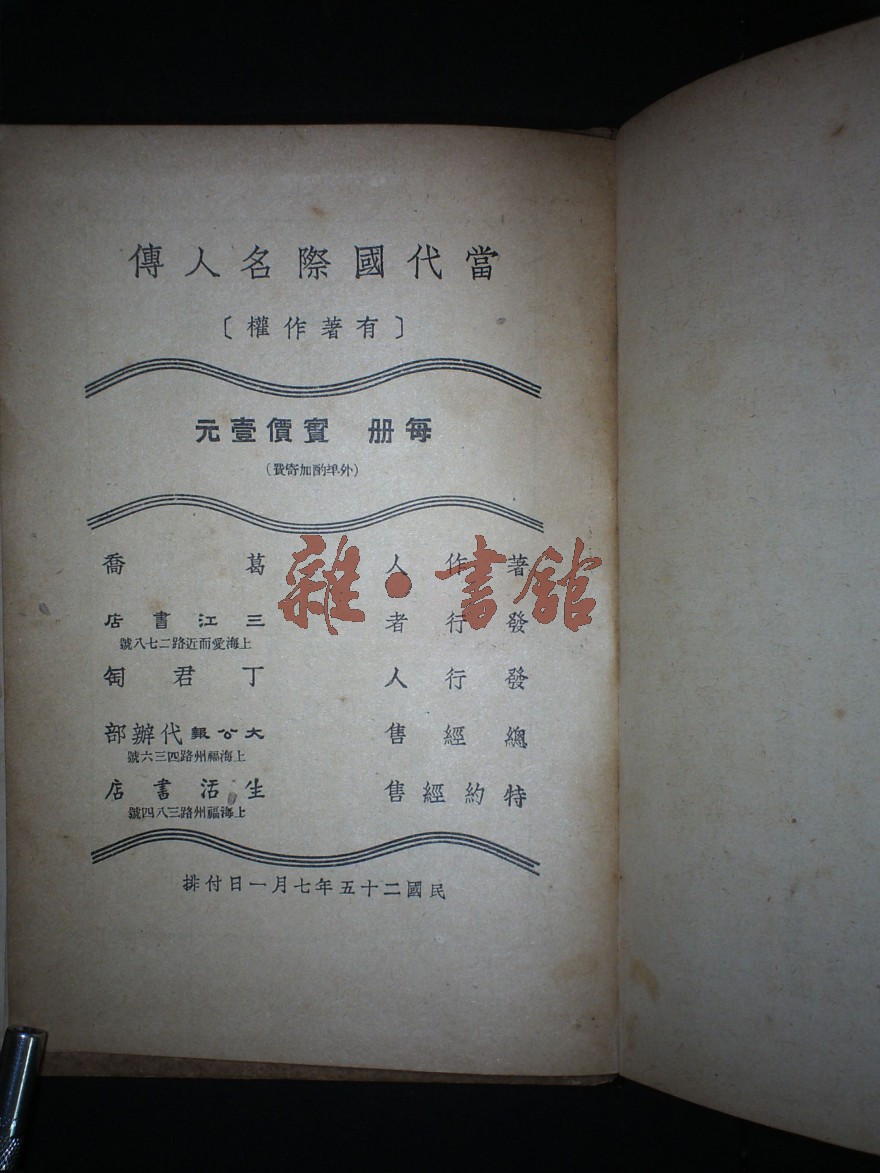 當代國際名人傳
〔有著作權〕
每册 實價壹元
（外埠酌加寄費）
著作人 葛喬
發行者 三江書店
上海愛而近路二七八號
發行人 丁君匋
總經售 大公報代辦部
上海福州路四三六號
特約經售 生活書店
上海福州路三八四號
民國二十五年七月一日付排
雜·書館